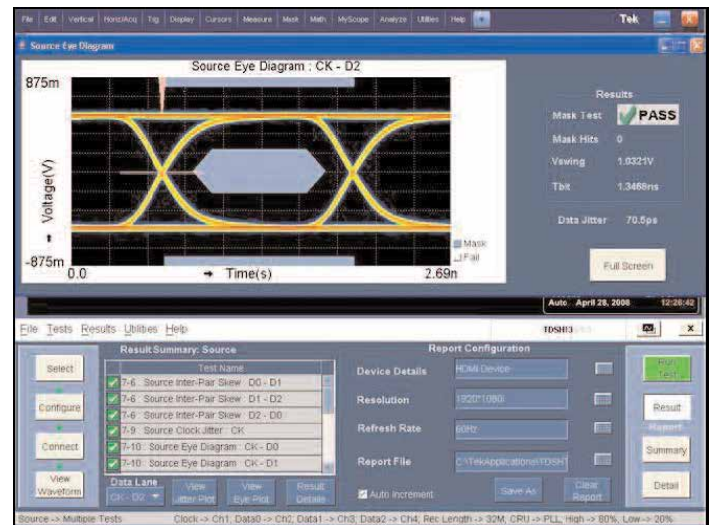 File Edit Vertical Horiz/Acq Trig Display Cursors Measure Mask Math MyScope Analyze Utilities Help Tek
Source Eye Diagram
Source Eye Diagram : CK - D2
875m
Voltage(V)
-875m
0.0
Time(s)
2.69n
Mask
Fail
Results
Mask Test PASS
Mask Hits 0
Vswing 1.0321V
Tbit 1.3468ns
Data Jitter 70.5ps
Full Screen
Auto April 28, 2008 12:26:42
File Tests Results Utilities Help TDSHT3 X
Result Summary: Source
Test Name
7-6 : Source Inter-Pair Skew D0 - D1
7-6 : Source Inter-Pair Skew D1 - D2
7-6 : Source Inter-Pair Skew D2 - D0
7-9 : Source Clock Jitter : CK
7-10 : Source Eye Diagram : CK - D0
7-10 : Source Eye Diagram : CK - D1
Select
Configure
Connect
View Waveform
Data Lane
CK - D2
View Jitter Plot
View Eye Plot
Result Details
Report Configuration
Device Details HDMI Device
Resolution 1920*1080i
Refresh Rate 60Hz
Report File C:\TekApplications\TDSHT
Auto Increment
Save As
Clear Report
Run Test
Result
Report
Summary
Detail
Source -> Multiple Tests Clock -> Ch1, Data0 -> Ch2, Data1 -> Ch3, Data2 -> Ch4, Rec Length -> 32M, CRU -> PLL, High -> 80%, Low -> 20%